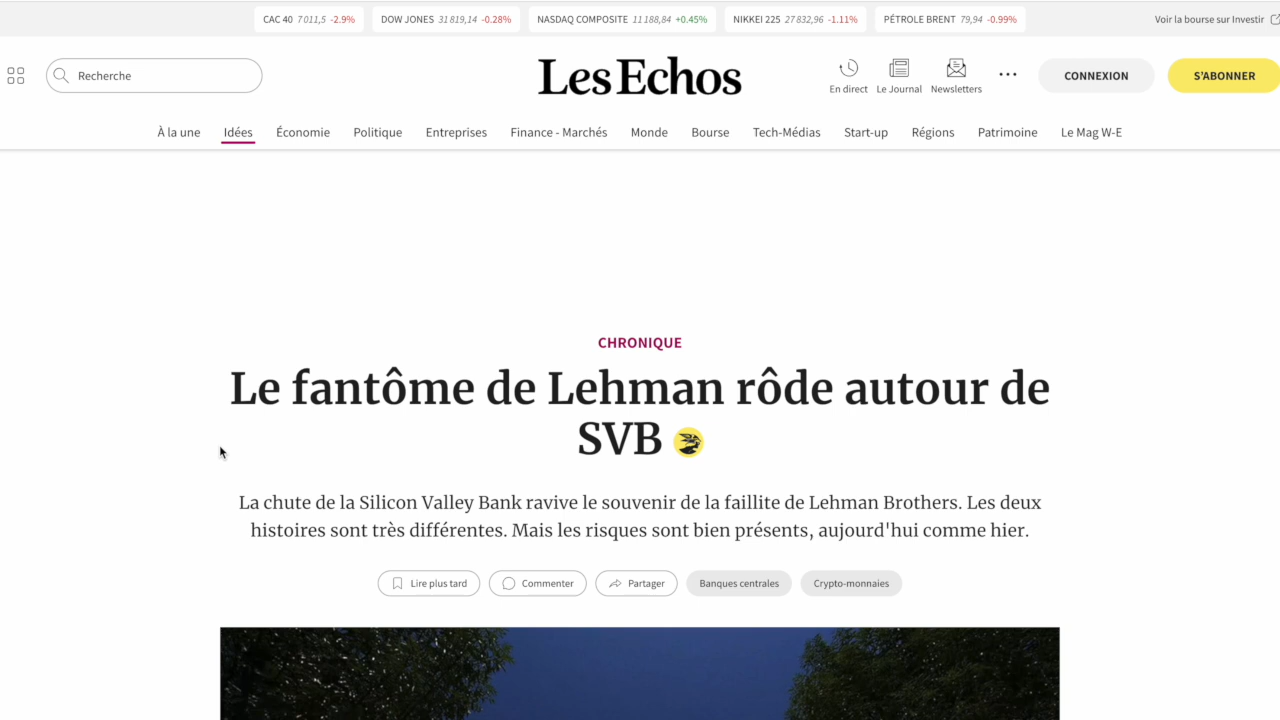 CAC 40 7 011,5 -2.9% DOW JONES 31 819,14 -0.28% NASDAQ COMPOSITE 11 188,84 +0.45% NIKKEI 225 27 832,96 -1.11% PÉTROLE BRENT 79,94 -0.99% Voir la bourse sur Investir
Recherche
Les Echos
En direct Le Journal Newsletters
CONNEXION
S'ABONNER
À la une Idées Économie Politique Entreprises Finance - Marchés Monde Bourse Tech-Médias Start-up Régions Patrimoine Le Mag W-E
CHRONIQUE
Le fantôme de Lehman rôde autour de
SVB
La chute de la Silicon Valley Bank ravive le souvenir de la faillite de Lehman Brothers. Les deux
histoires sont très différentes. Mais les risques sont bien présents, aujourd'hui comme hier.
Lire plus tard Commenter Partager Banques centrales Crypto-monnaies